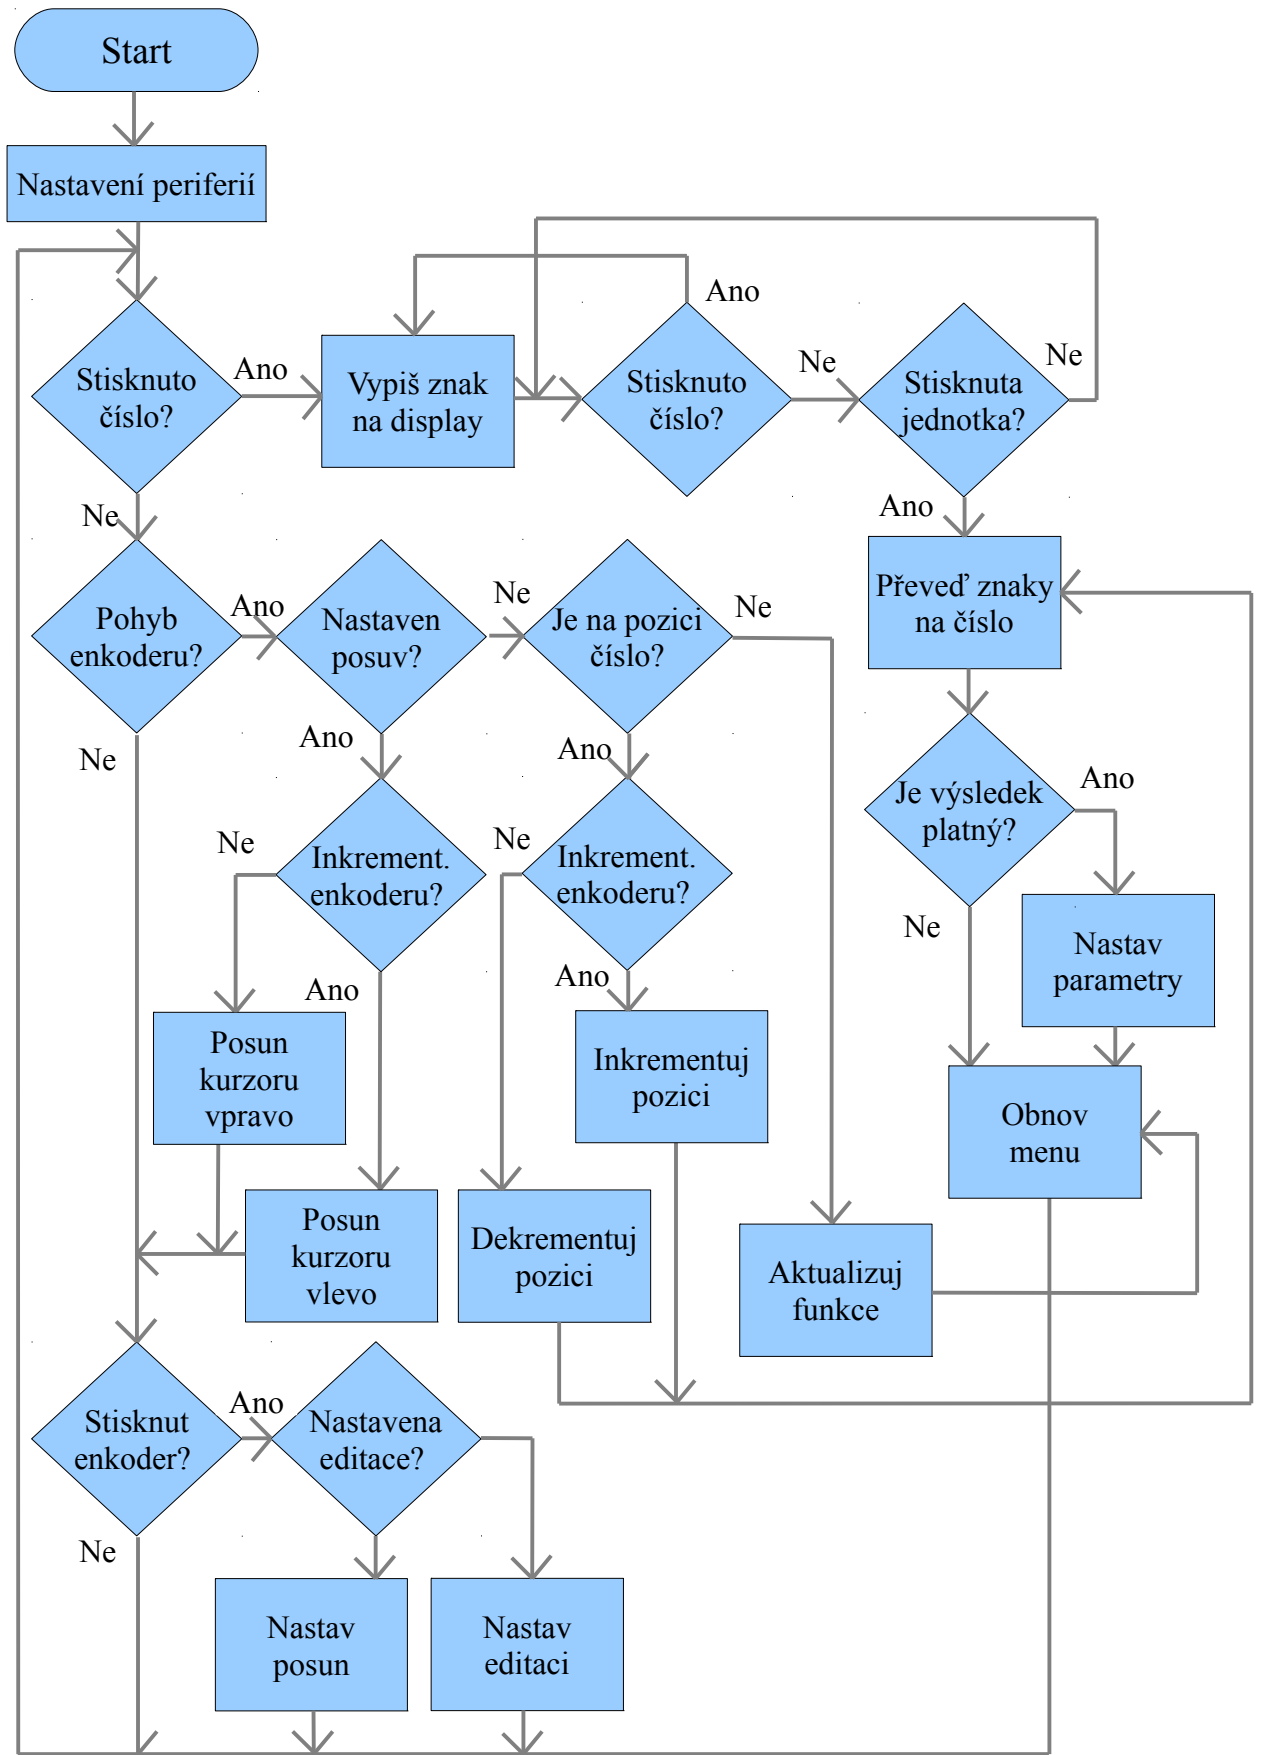 Start
Nastavení periferií
Ano
Stisknuto
číslo?
Ano
Vypiš znak
na display
Stisknuto
číslo?
Ne
Stisknuta
jednotka?
Ne
Ne
Ano
Pohyb
enkoderu?
Ano
Nastaven
posuv?
Ne
Je na pozici
číslo?
Ne
Převeď znaky
na číslo
Ne
Ano
Ano
Je výsledek
platný?
Ano
Ne
Inkrement.
enkoderu?
Ne
Inkrement.
enkoderu?
Ne
Nastav
parametry
Ano
Ano
Posun
kurzoru
vpravo
Inkrementuj
pozici
Obnov
menu
Posun
kurzoru
vlevo
Dekrementuj
pozici
Aktualizuj
funkce
Stisknut
enkoder?
Ano
Nastavena
editace?
Ne
Nastav
posun
Nastav
editaci